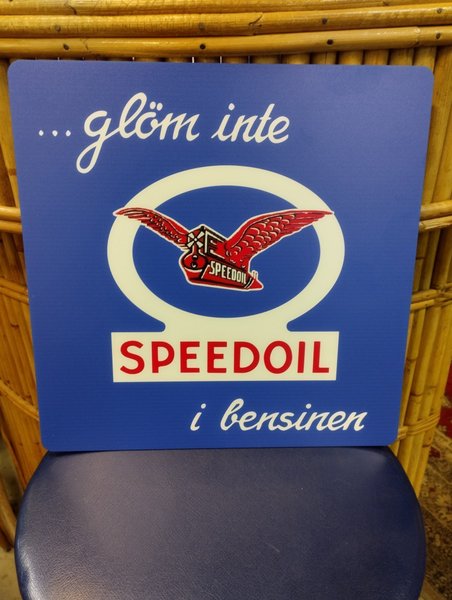 ...glöm inte
SPEEDOIL
SPEEDOIL
i bensinen